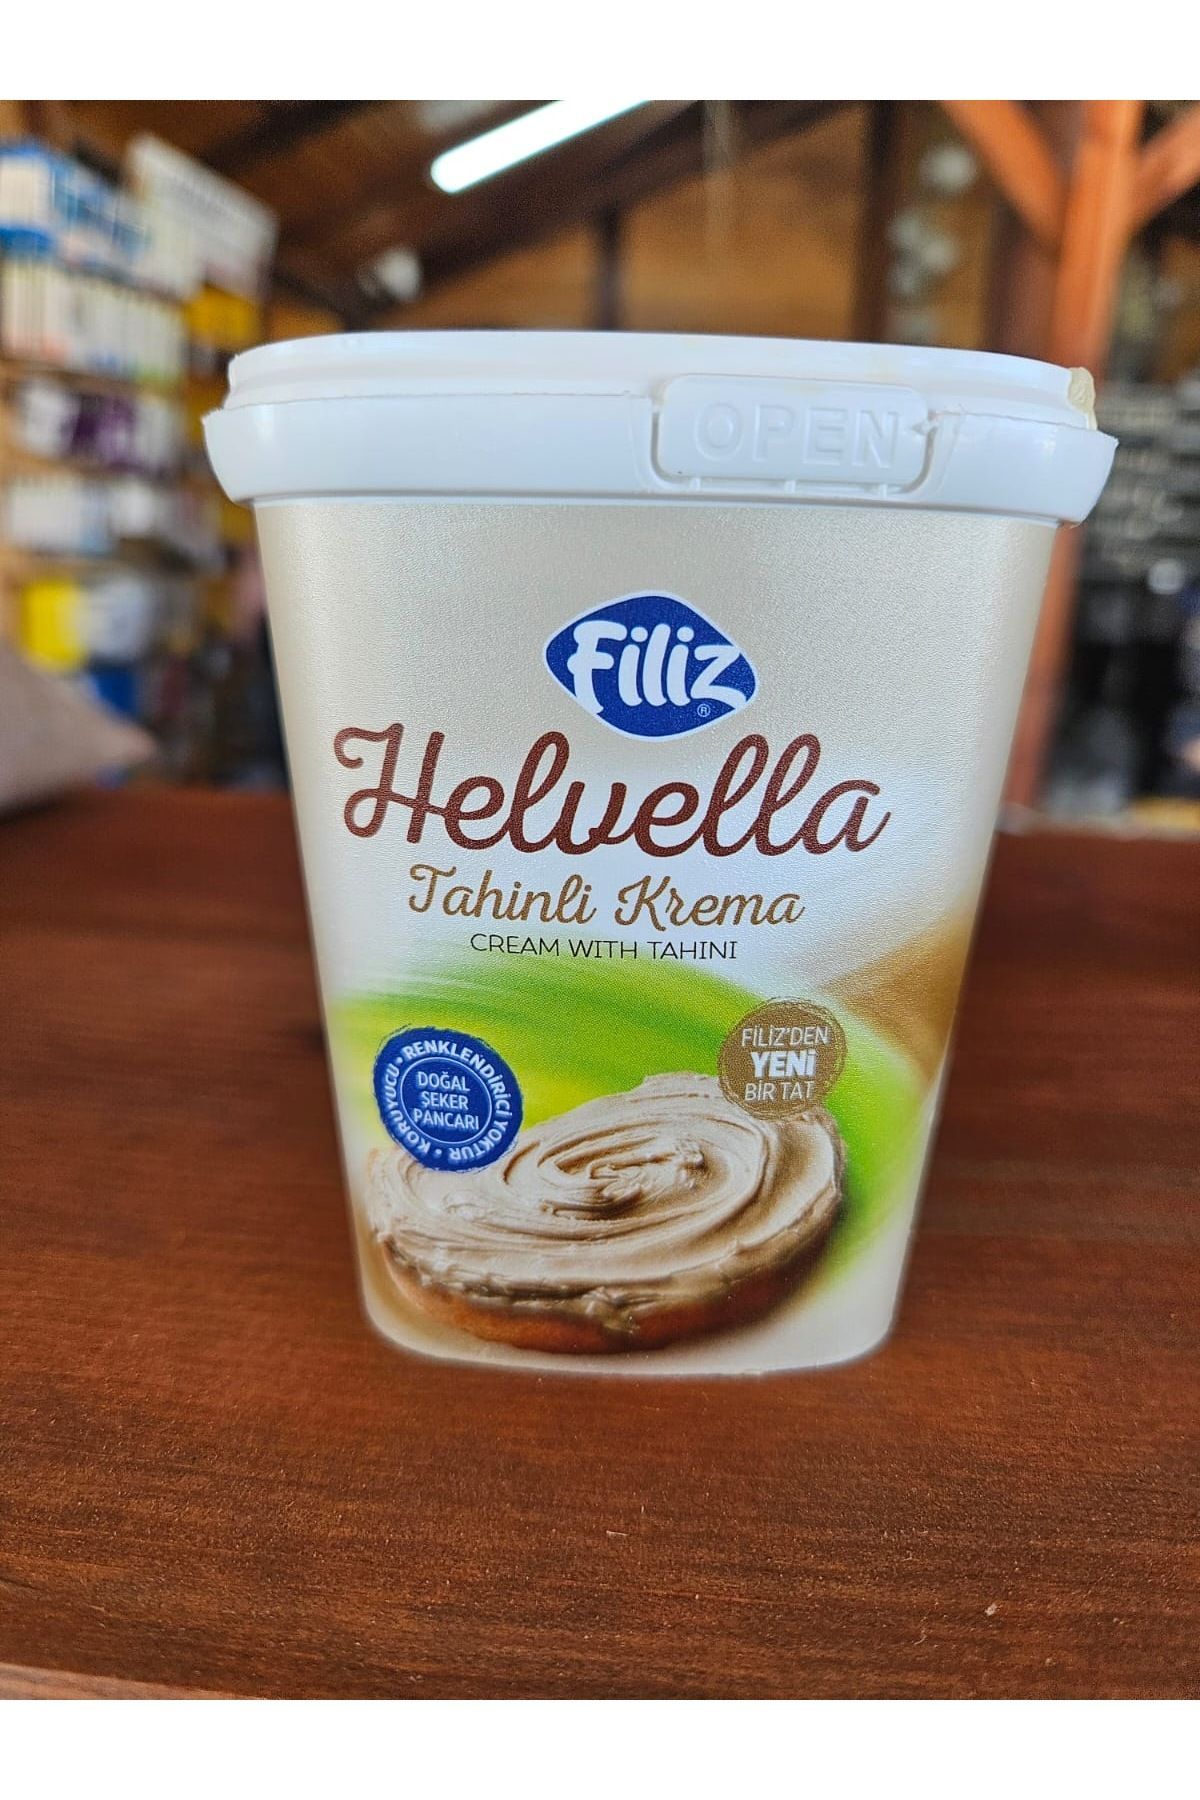 OPEN
Filiz
®
Helvella
Tahinli Krema
CREAM WITH TAHINI
FİLİZ'DEN
YENİ
BİR TAT
KORUYUCU • RENKLENDİRİCİ YOKTUR •
DOĞAL
ŞEKER
PANCARI